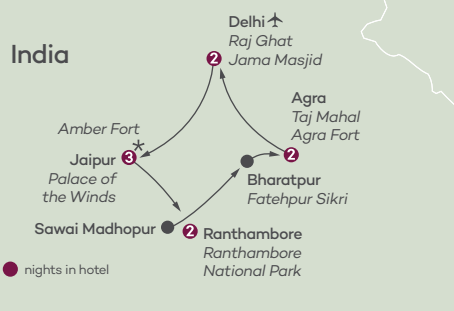 India
Delhi
Raj Ghat
Jama Masjid
2
Agra
Taj Mahal
Agra Fort
2
Amber Fort
*
Jaipur
3
Palace of
the Winds
Bharatpur
Fatehpur Sikri
Sawai Madhopur
2
Ranthambore
Ranthambore
National Park
nights in hotel